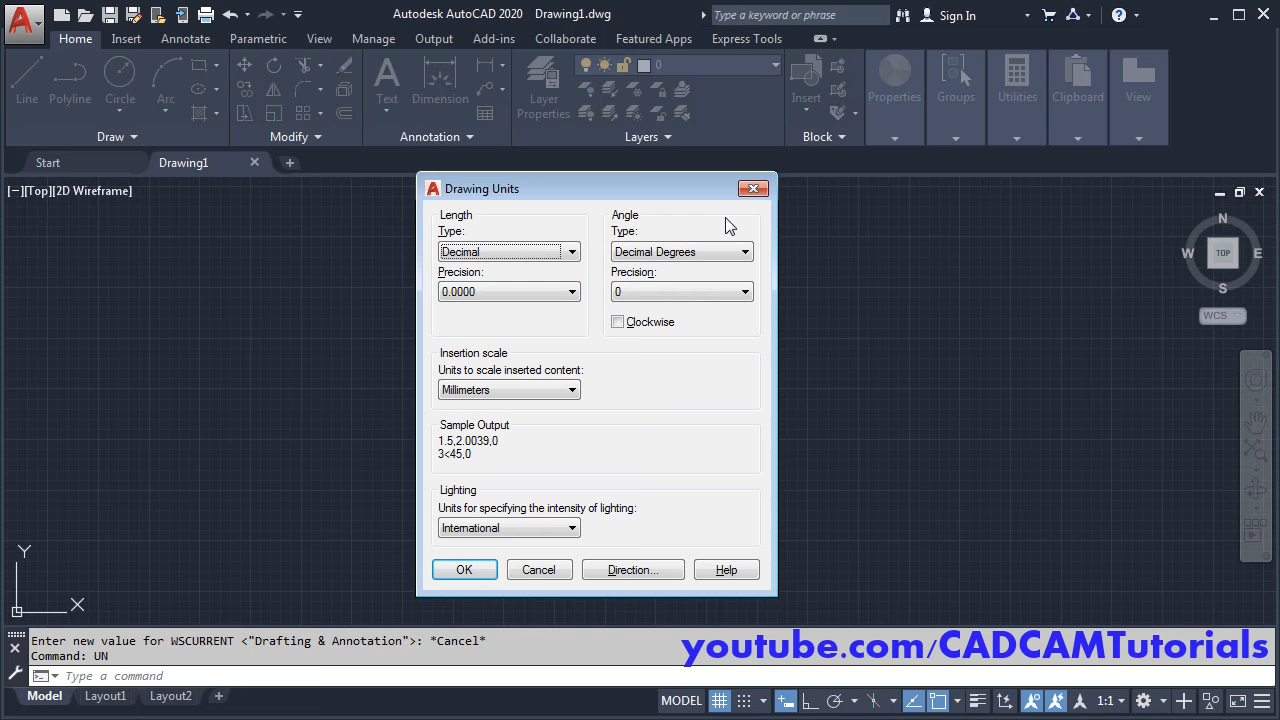 Autodesk AutoCAD 2020 Drawing1.dwg
Type a keyword or phrase
Sign In
Home Insert Annotate Parametric View Manage Output Add-ins Collaborate Featured Apps Express Tools
0
Line Polyline Circle Arc
Text Dimension
Layer
Properties
Insert
Properties Groups Utilities Clipboard View
Draw Modify Annotation Layers Block
Start Drawing1
[−][Top][2D Wireframe]
Drawing Units
Length
Type:
Decimal
Precision:
0.0000
Angle
Type:
Decimal Degrees
Precision:
0
Clockwise
Insertion scale
Units to scale inserted content:
Millimeters
Sample Output
1.5,2.0039,0
3<45,0
Lighting
Units for specifying the intensity of lighting:
International
OK Cancel Direction... Help
N
W TOP E
S
WCS
Y
X
Enter new value for WSCURRENT <"Drafting & Annotation">: *Cancel*
Command: UN
youtube.com/CADCAMTutorials
Type a command
Model Layout1 Layout2
MODEL
1:1